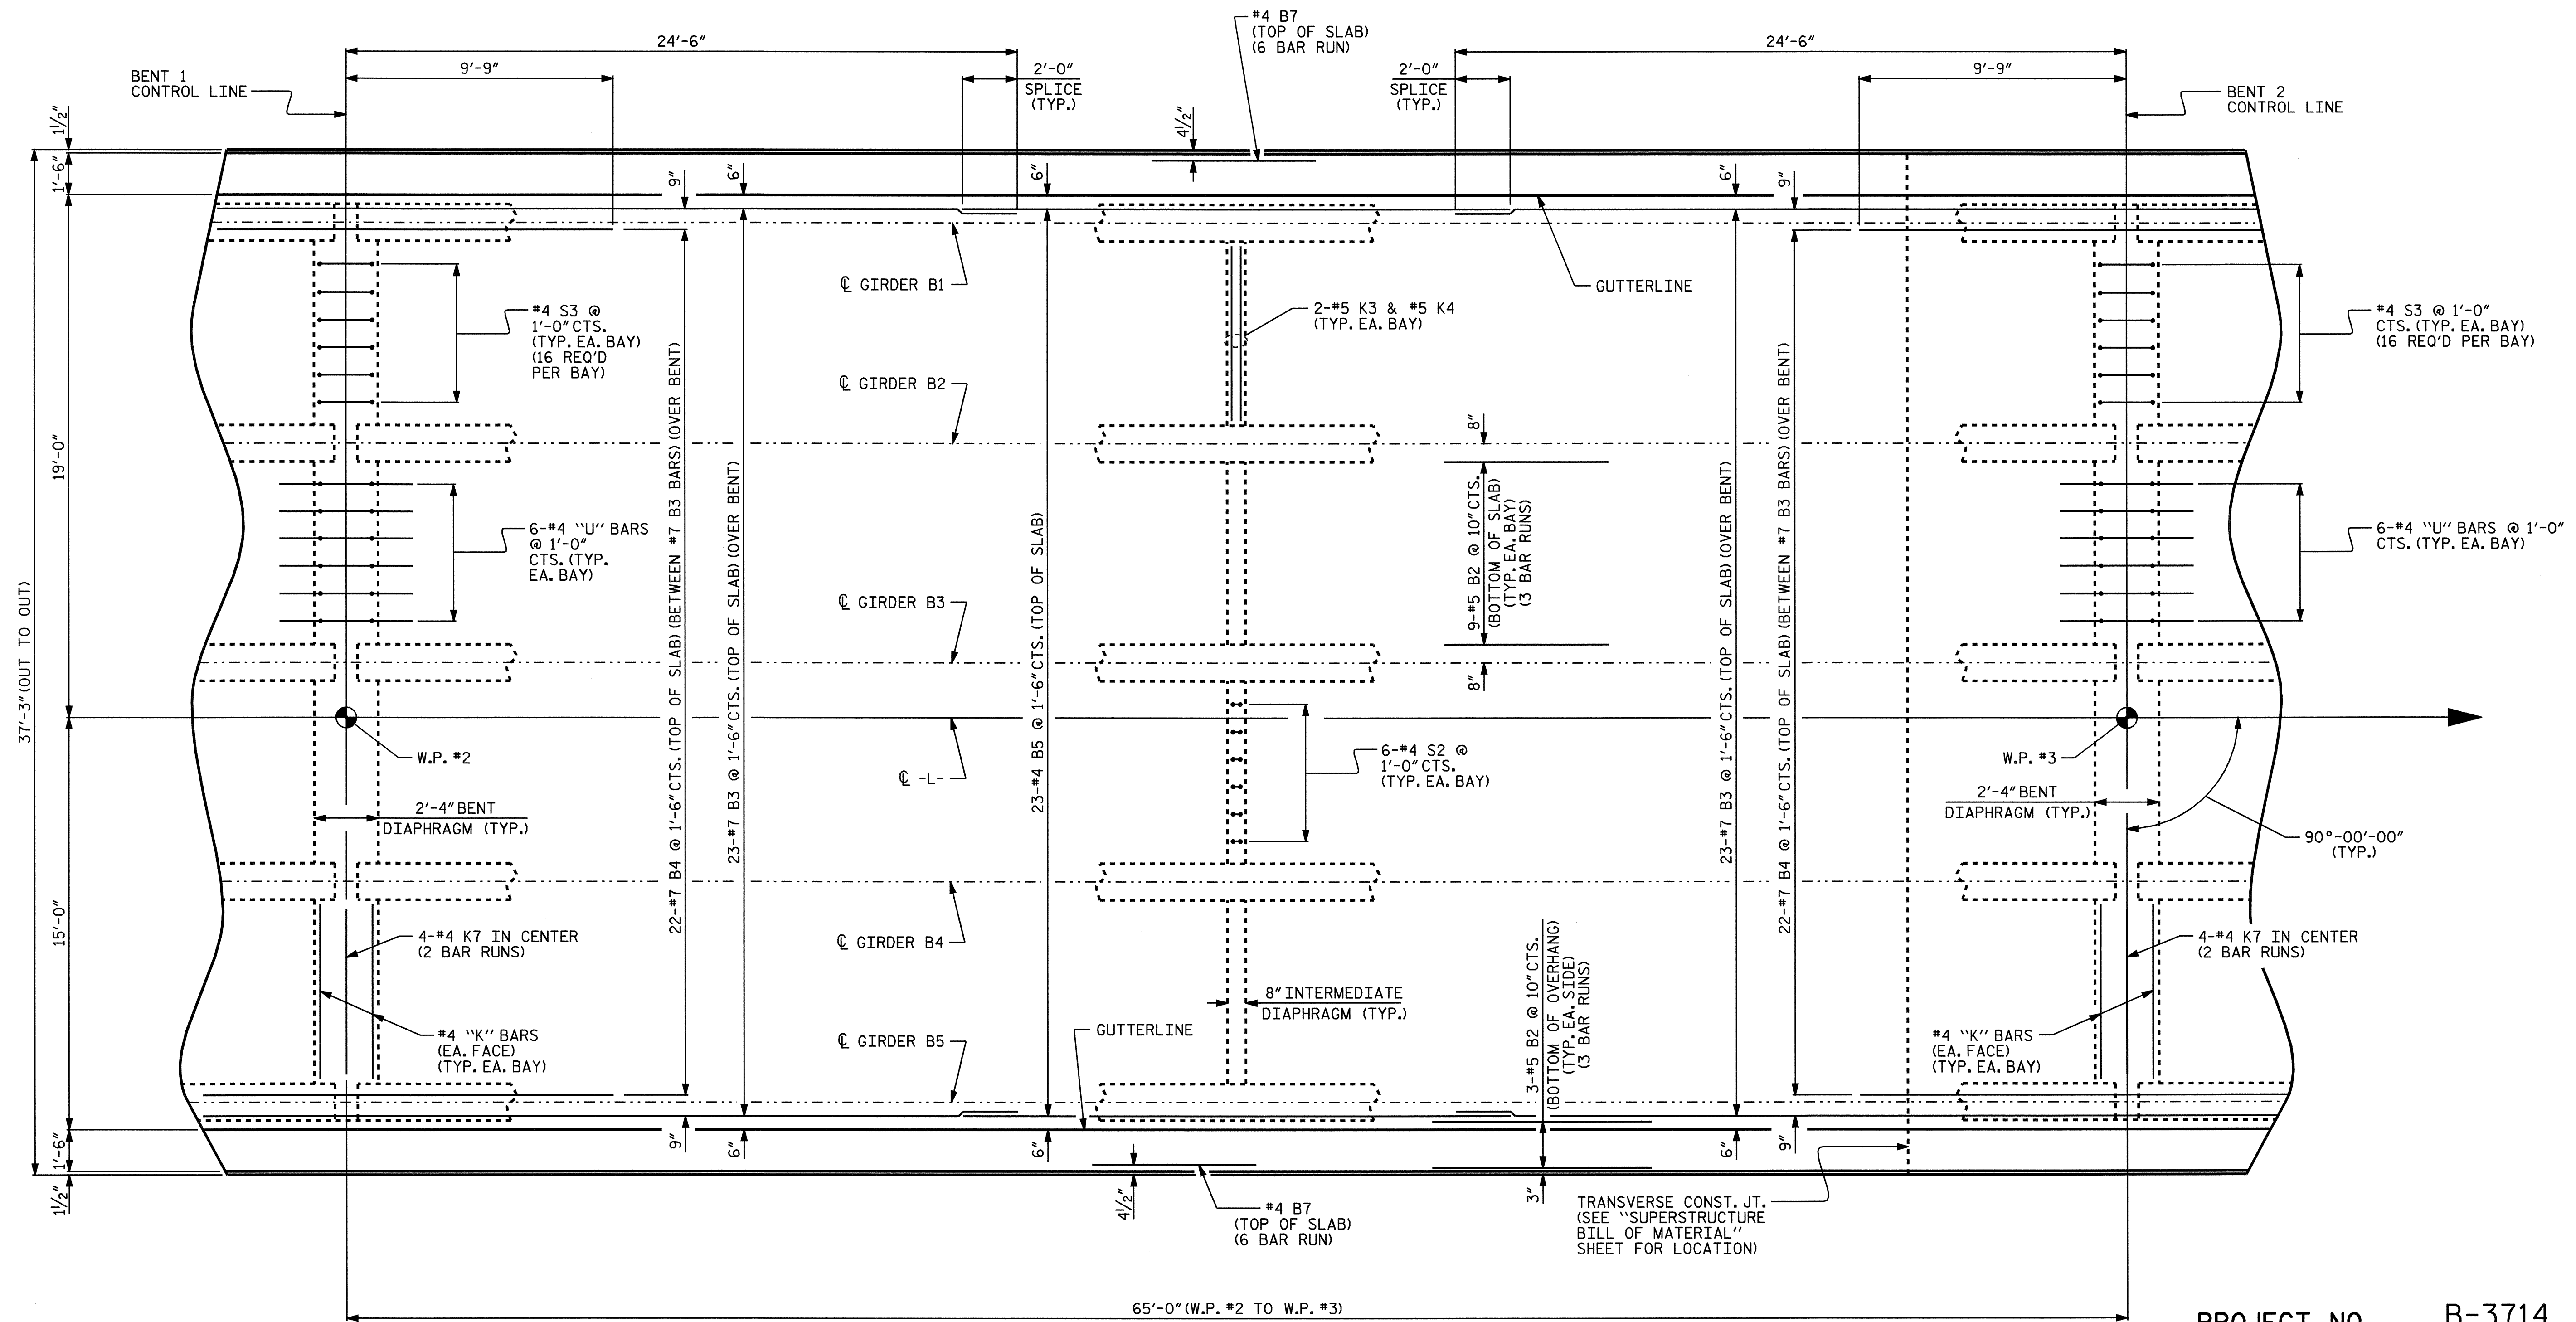 #4 B7
(TOP OF SLAB)
(6 BAR RUN)
24'-6"
24'-6"
BENT 1
CONTROL LINE
9'-9"
2'-0"
SPLICE
(TYP.)
2'-0"
SPLICE
(TYP.)
9'-9"
BENT 2
CONTROL LINE
1½"
4½"
1'-6"
9"
6"
6"
6"
9"
℄ GIRDER B1
GUTTERLINE
#4 S3 @
1'-0" CTS.
(TYP. EA. BAY)
(16 REQ'D
PER BAY)
2-#5 K3 & #5 K4
(TYP. EA. BAY)
#4 S3 @ 1'-0"
CTS. (TYP. EA. BAY)
(16 REQ'D PER BAY)
℄ GIRDER B2
19'-0"
8"
22-#7 B4 @ 1'-6" CTS. (TOP OF SLAB) (BETWEEN #7 B3 BARS) (OVER BENT)
23-#7 B3 @ 1'-6" CTS. (TOP OF SLAB) (OVER BENT)
23-#4 B5 @ 1'-6" CTS. (TOP OF SLAB)
9-#5 B2 @ 10" CTS.
(BOTTOM OF SLAB)
(TYP. EA. BAY)
(3 BAR RUNS)
23-#7 B3 @ 1'-6" CTS. (TOP OF SLAB) (OVER BENT)
22-#7 B4 @ 1'-6" CTS. (TOP OF SLAB) (BETWEEN #7 B3 BARS) (OVER BENT)
6-#4 "U" BARS
@ 1'-0"
CTS. (TYP.
EA. BAY)
6-#4 "U" BARS @ 1'-0"
CTS. (TYP. EA. BAY)
℄ GIRDER B3
37'-3" (OUT TO OUT)
8"
W.P. #2
℄ -L-
6-#4 S2 @
1'-0" CTS.
(TYP. EA. BAY)
W.P. #3
2'-4" BENT
DIAPHRAGM (TYP.)
2'-4" BENT
DIAPHRAGM (TYP.)
90°-00'-00"
(TYP.)
15'-0"
4-#4 K7 IN CENTER
(2 BAR RUNS)
℄ GIRDER B4
4-#4 K7 IN CENTER
(2 BAR RUNS)
3-#5 B2 @ 10" CTS.
(BOTTOM OF OVERHANG)
(TYP. EA. SIDE)
(3 BAR RUNS)
8" INTERMEDIATE
DIAPHRAGM (TYP.)
#4 "K" BARS
(EA. FACE)
(TYP. EA. BAY)
℄ GIRDER B5
GUTTERLINE
#4 "K" BARS
(EA. FACE)
(TYP. EA. BAY)
1'-6"
9"
6"
6"
6"
9"
1½"
4½"
3"
#4 B7
(TOP OF SLAB)
(6 BAR RUN)
TRANSVERSE CONST. JT.
(SEE "SUPERSTRUCTURE
BILL OF MATERIAL"
SHEET FOR LOCATION)
65'-0" (W.P. #2 TO W.P. #3)
PROJECT NO. B-3714